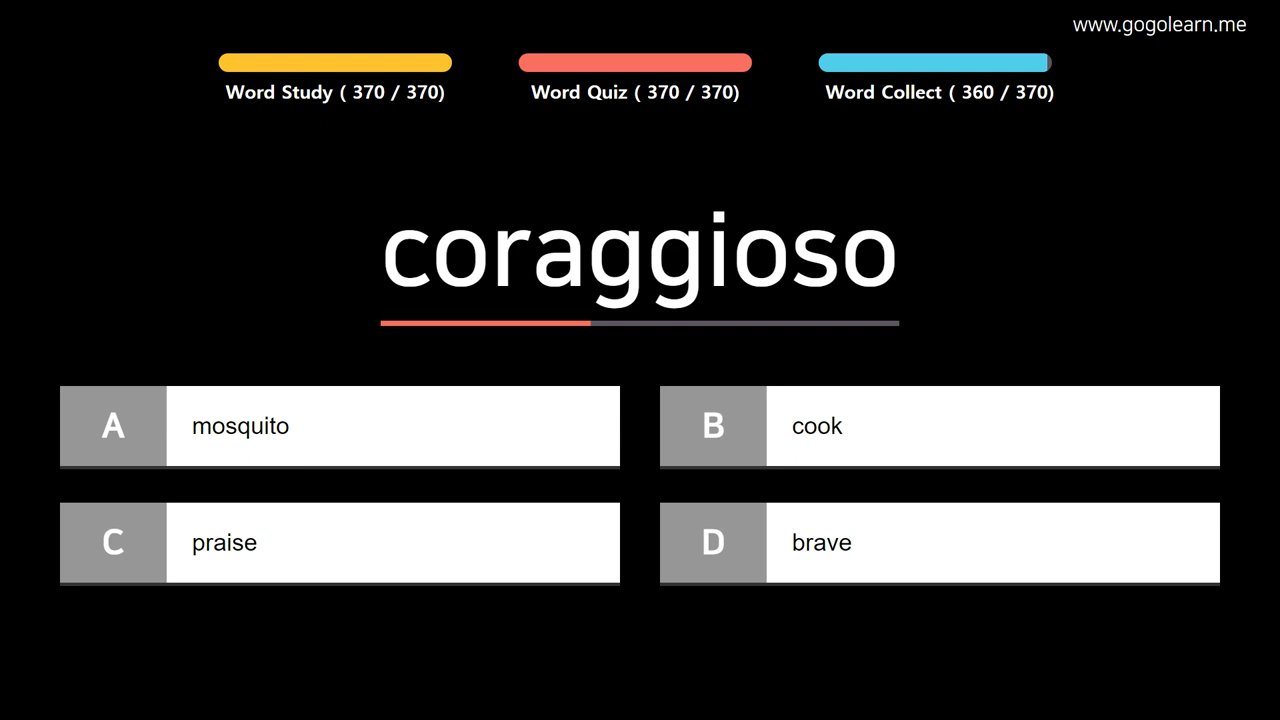 www.gogolearn.me
Word Study ( 370 / 370)
Word Quiz ( 370 / 370)
Word Collect ( 360 / 370)
coraggioso
A mosquito
B cook
C praise
D brave